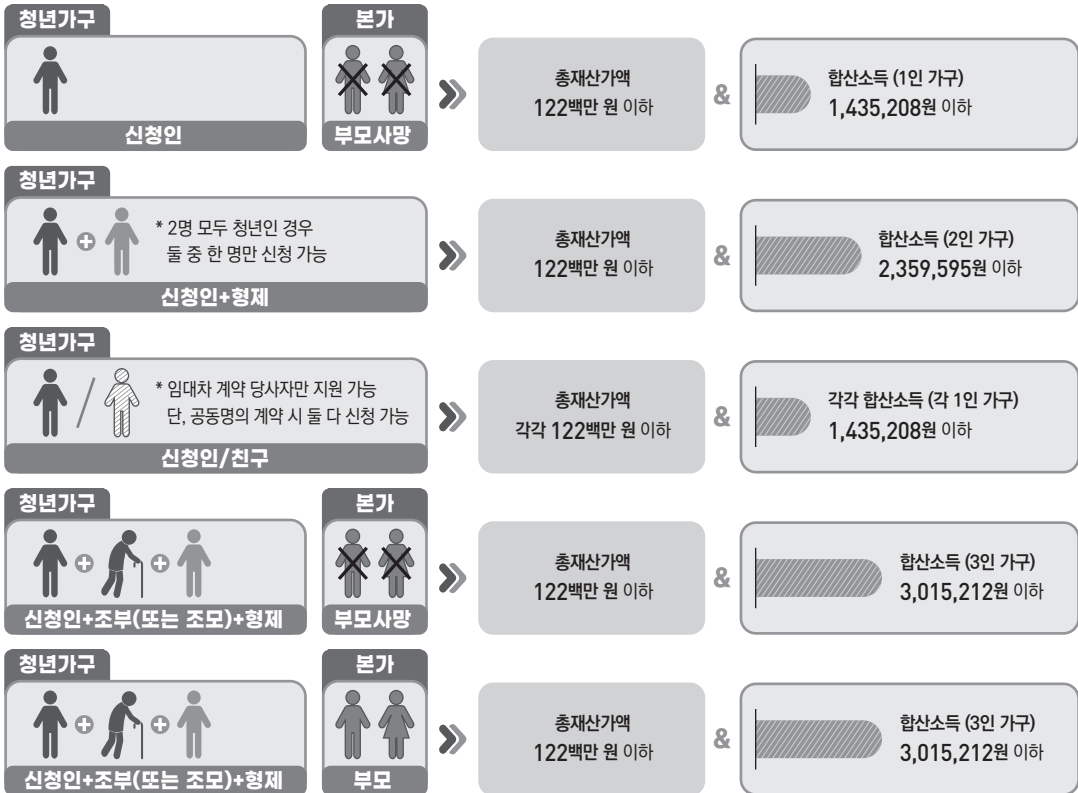 청년가구
본가
신청인
부모사망
총재산가액
122백만 원 이하
&
합산소득 (1인 가구)
1,435,208원 이하
청년가구
* 2명 모두 청년인 경우
둘 중 한 명만 신청 가능
신청인+형제
총재산가액
122백만 원 이하
&
합산소득 (2인 가구)
2,359,595원 이하
청년가구
* 임대차 계약 당사자만 지원 가능
단, 공동명의 계약 시 둘 다 신청 가능
신청인/친구
총재산가액
각각 122백만 원 이하
&
각각 합산소득 (각 1인 가구)
1,435,208원 이하
청년가구
본가
신청인+조부(또는 조모)+형제
부모사망
총재산가액
122백만 원 이하
&
합산소득 (3인 가구)
3,015,212원 이하
청년가구
본가
신청인+조부(또는 조모)+형제
부모
총재산가액
122백만 원 이하
&
합산소득 (3인 가구)
3,015,212원 이하